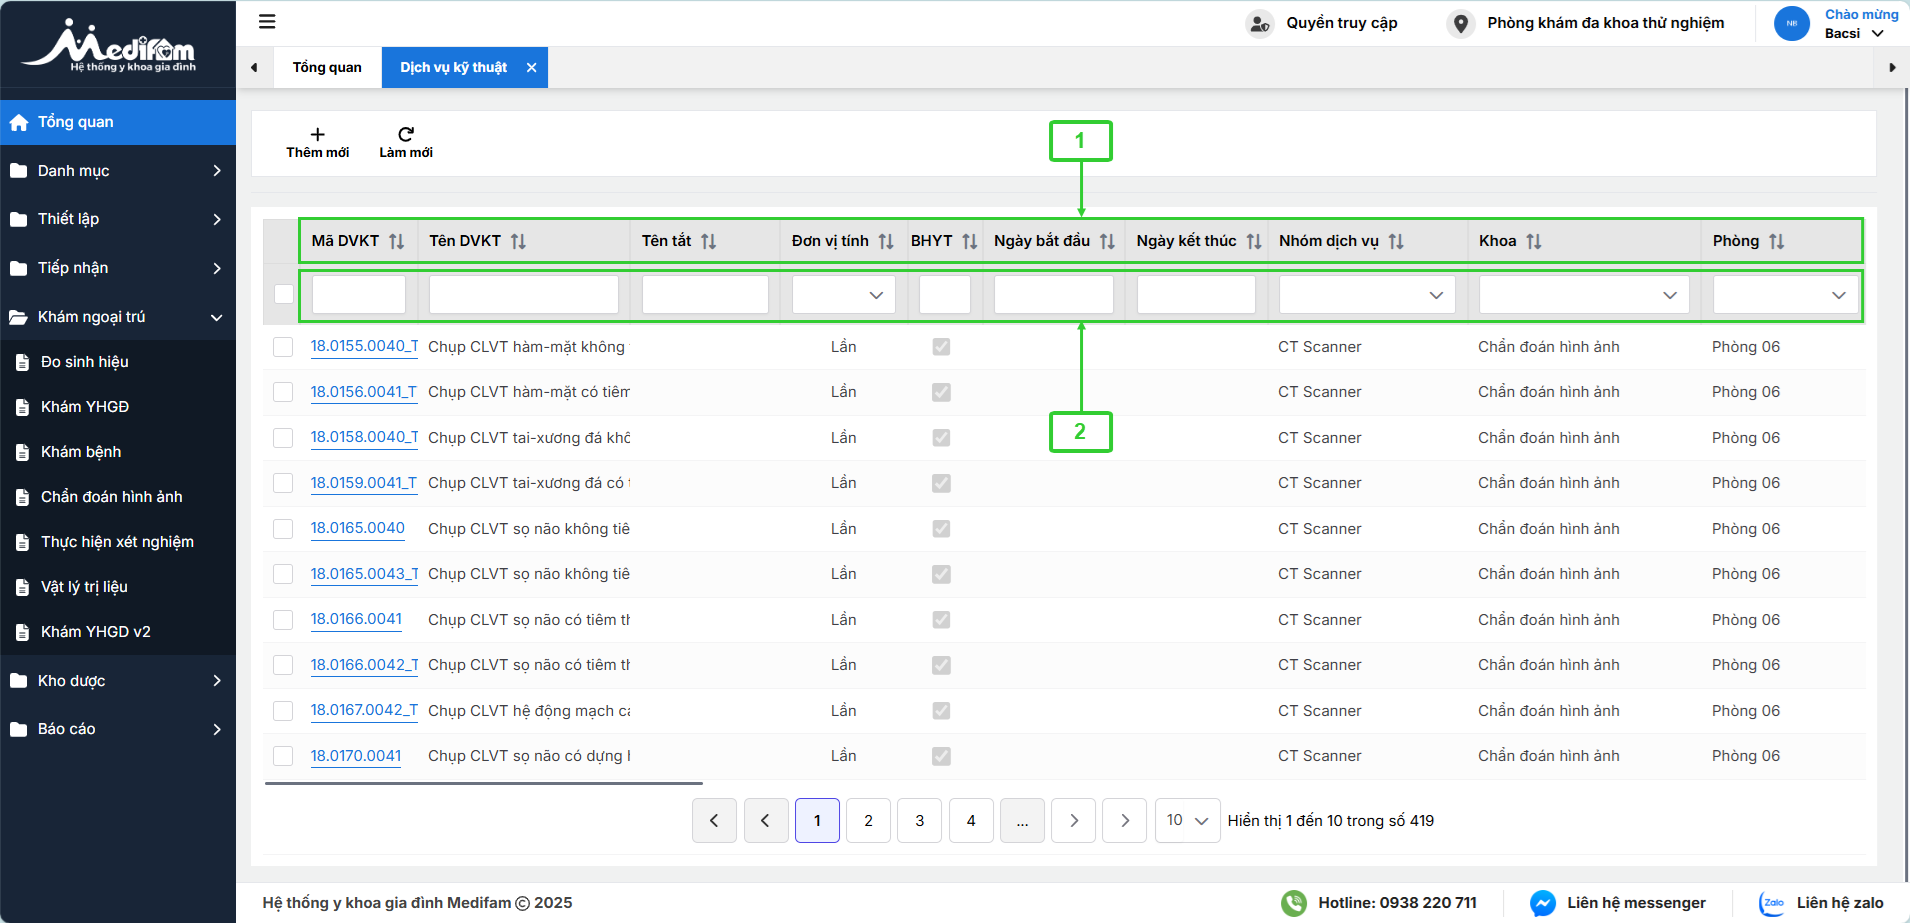 Medifam
Hệ thống y khoa gia đình
Quyền truy cập
Phòng khám đa khoa thử nghiệm
NB
Chào mừng
Bacsi
Tổng quan
Dịch vụ kỹ thuật
Tổng quan
Danh mục
Thiết lập
Tiếp nhận
Khám ngoại trú
Đo sinh hiệu
Khám YHGĐ
Khám bệnh
Chẩn đoán hình ảnh
Thực hiện xét nghiệm
Vật lý trị liệu
Khám YHGD v2
Kho dược
Báo cáo
Thêm mới
Làm mới
1
Mã DVKT Tên DVKT Tên tắt Đơn vị tính BHYT Ngày bắt đầu Ngày kết thúc Nhóm dịch vụ Khoa Phòng
18.0155.0040_T Chụp CLVT hàm-mặt không Lần CT Scanner Chẩn đoán hình ảnh Phòng 06
18.0156.0041_T Chụp CLVT hàm-mặt có tiêm Lần CT Scanner Chẩn đoán hình ảnh Phòng 06
2
18.0158.0040_T Chụp CLVT tai-xương đá khô Lần CT Scanner Chẩn đoán hình ảnh Phòng 06
18.0159.0041_T Chụp CLVT tai-xương đá có t Lần CT Scanner Chẩn đoán hình ảnh Phòng 06
18.0165.0040 Chụp CLVT sọ não không tiê Lần CT Scanner Chẩn đoán hình ảnh Phòng 06
18.0165.0043_T Chụp CLVT sọ não không tiê Lần CT Scanner Chẩn đoán hình ảnh Phòng 06
18.0166.0041 Chụp CLVT sọ não có tiêm th Lần CT Scanner Chẩn đoán hình ảnh Phòng 06
18.0166.0042_T Chụp CLVT sọ não có tiêm th Lần CT Scanner Chẩn đoán hình ảnh Phòng 06
18.0167.0042_T Chụp CLVT hệ động mạch cả Lần CT Scanner Chẩn đoán hình ảnh Phòng 06
18.0170.0041 Chụp CLVT sọ não có dựng h Lần CT Scanner Chẩn đoán hình ảnh Phòng 06
1 2 3 4 ... 10 Hiển thị 1 đến 10 trong số 419
Hệ thống y khoa gia đình Medifam © 2025
Hotline: 0938 220 711
Liên hệ messenger
Zalo
Liên hệ zalo